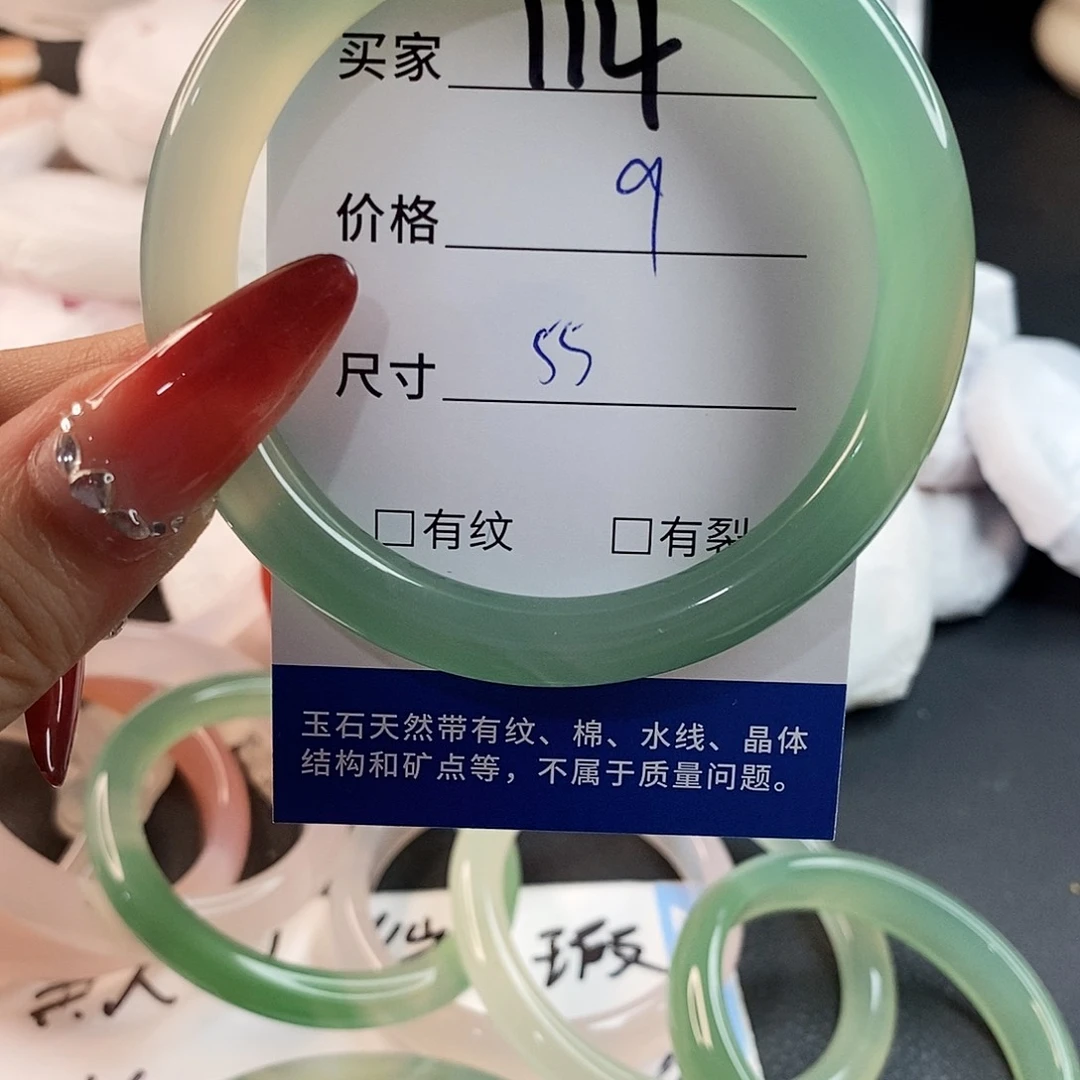 买家 114
价格 9
尺寸 55
□有纹 □有裂
玉石天然带有纹、棉、水线、晶体
结构和矿点等，不属于质量问题。